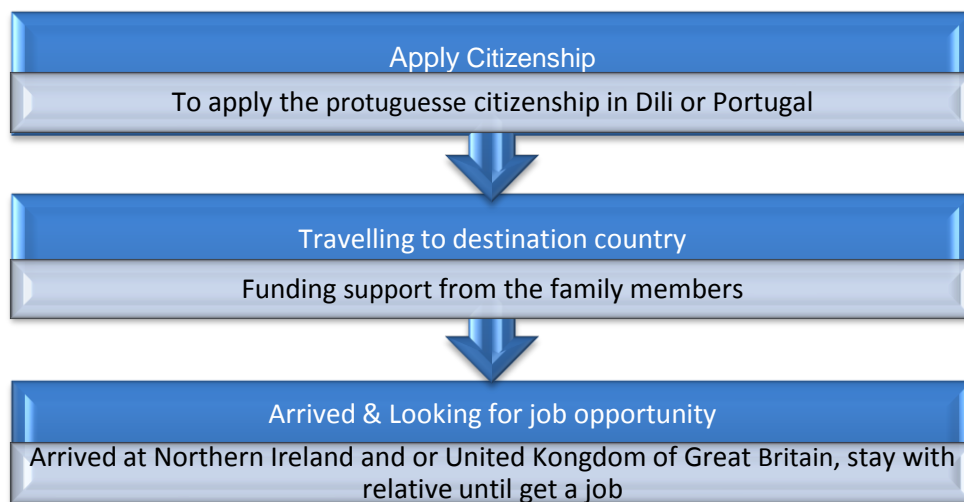 Apply Citizenship
To apply the protuguesse citizenship in Dili or Portugal
Travelling to destination country
Funding support from the family members
Arrived & Looking for job opportunity
Arrived at Northern Ireland and or United Kongdom of Great Britain, stay with
relative until get a job